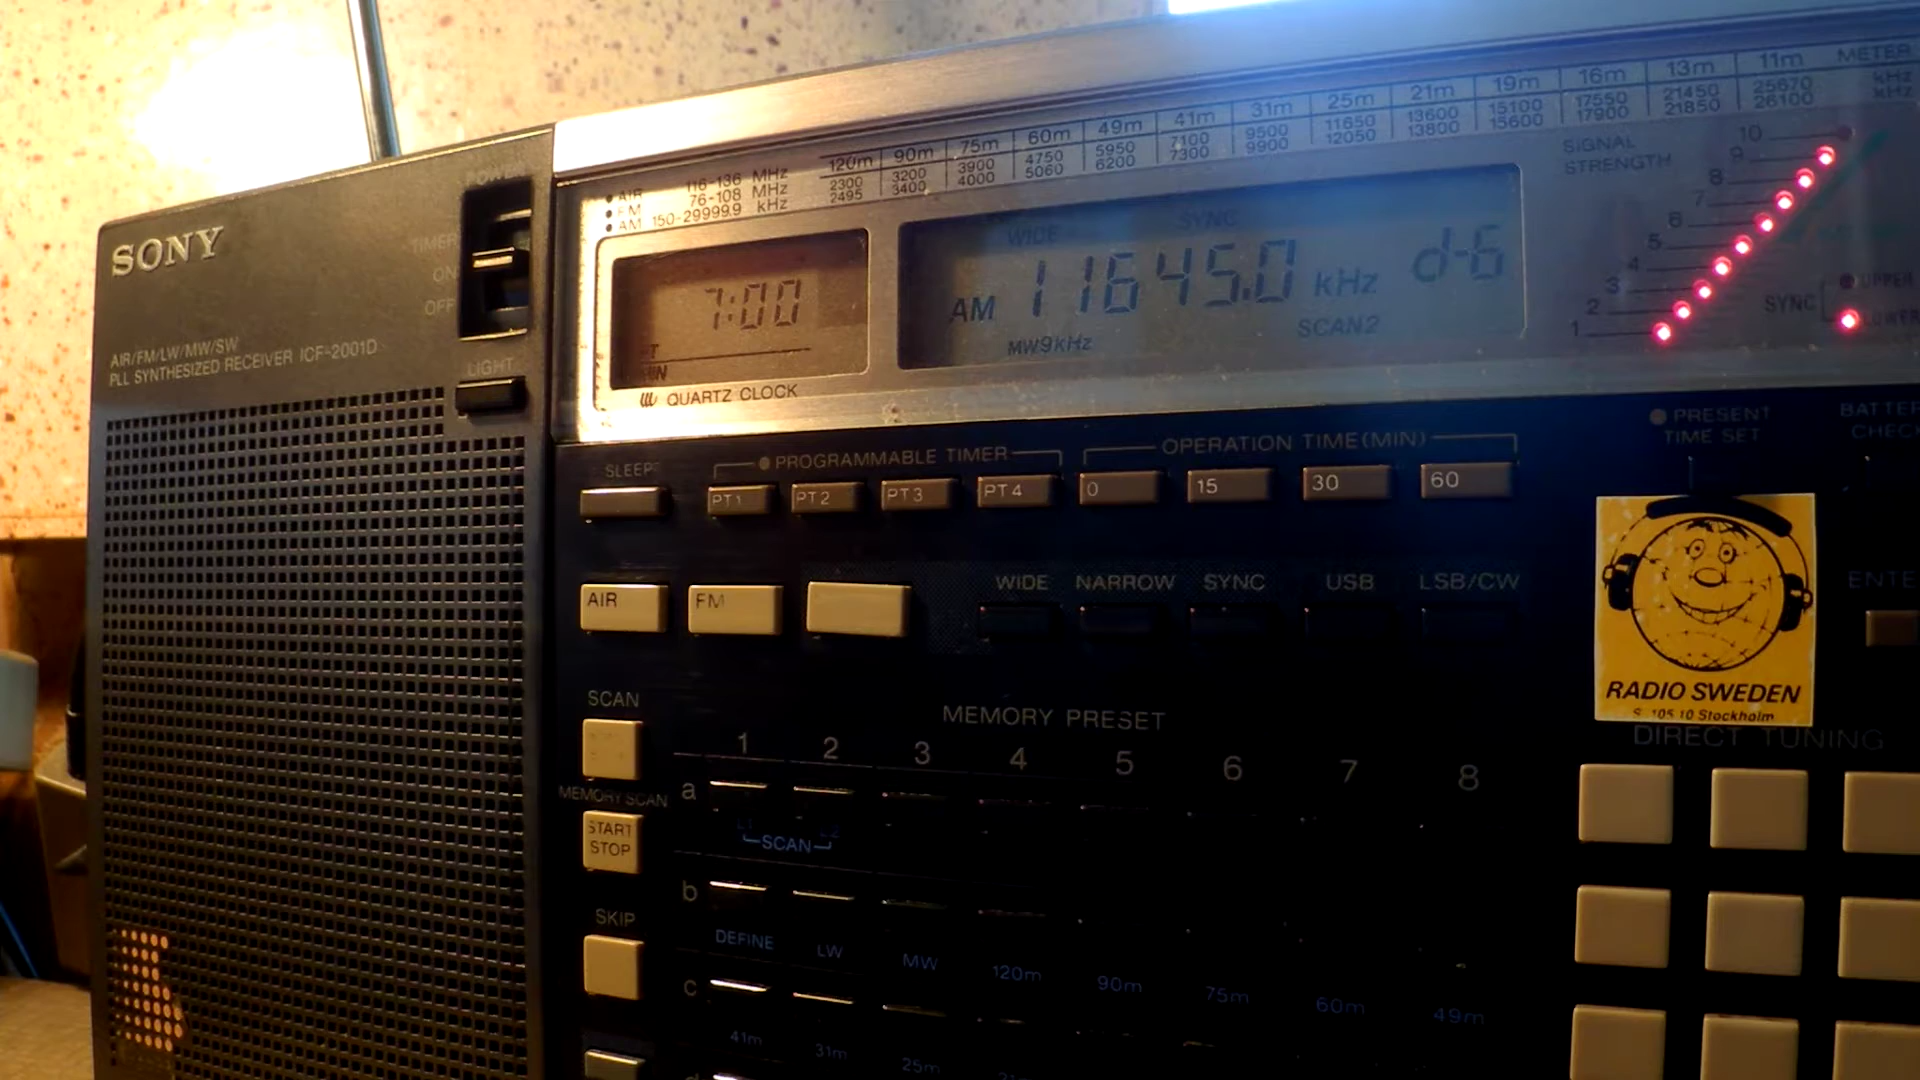 SONY
AIR/FM/LW/MW/SW
PLL SYNTHESIZED RECEIVER ICF-2001D
POWER
TIMER
ON
OFF
LIGHT
AIR 116-136 MHz
FM 76-108 MHz
AM 150-29999.9 kHz
120m 90m 75m 60m 49m 41m 31m 25m 21m 19m 16m 13m 11m METER
2300 3200 3900 4750 5950 7100 9500 11650 13600 15100 17550 21450 25670 kHz
2495 3400 4000 5060 6200 7300 9900 12050 13800 15600 17900 21850 26100 kHz
7:00
QUARTZ CLOCK
WIDE SYNC
AM 11645.0 kHz d-6
MW9kHz SCAN2
SIGNAL
STRENGTH
10
9
8
7
6
5
4
3
2
1
SYNC
UPPER
LOWER
PRESENT
TIME SET
SLEEP
PROGRAMMABLE TIMER
OPERATION TIME(MIN)
PT1 PT2 PT3 PT4 0 15 30 60
AIR FM
WIDE NARROW SYNC USB LSB/CW
RADIO SWEDEN
S-105 10 Stockholm
DIRECT TUNING
SCAN
MEMORY SCAN
START
STOP
SKIP
MEMORY PRESET
1 2 3 4 5 6 7 8
a
SCAN
b
DEFINE LW MW 120m 90m 75m 60m 49m
c
41m 31m 25m
d